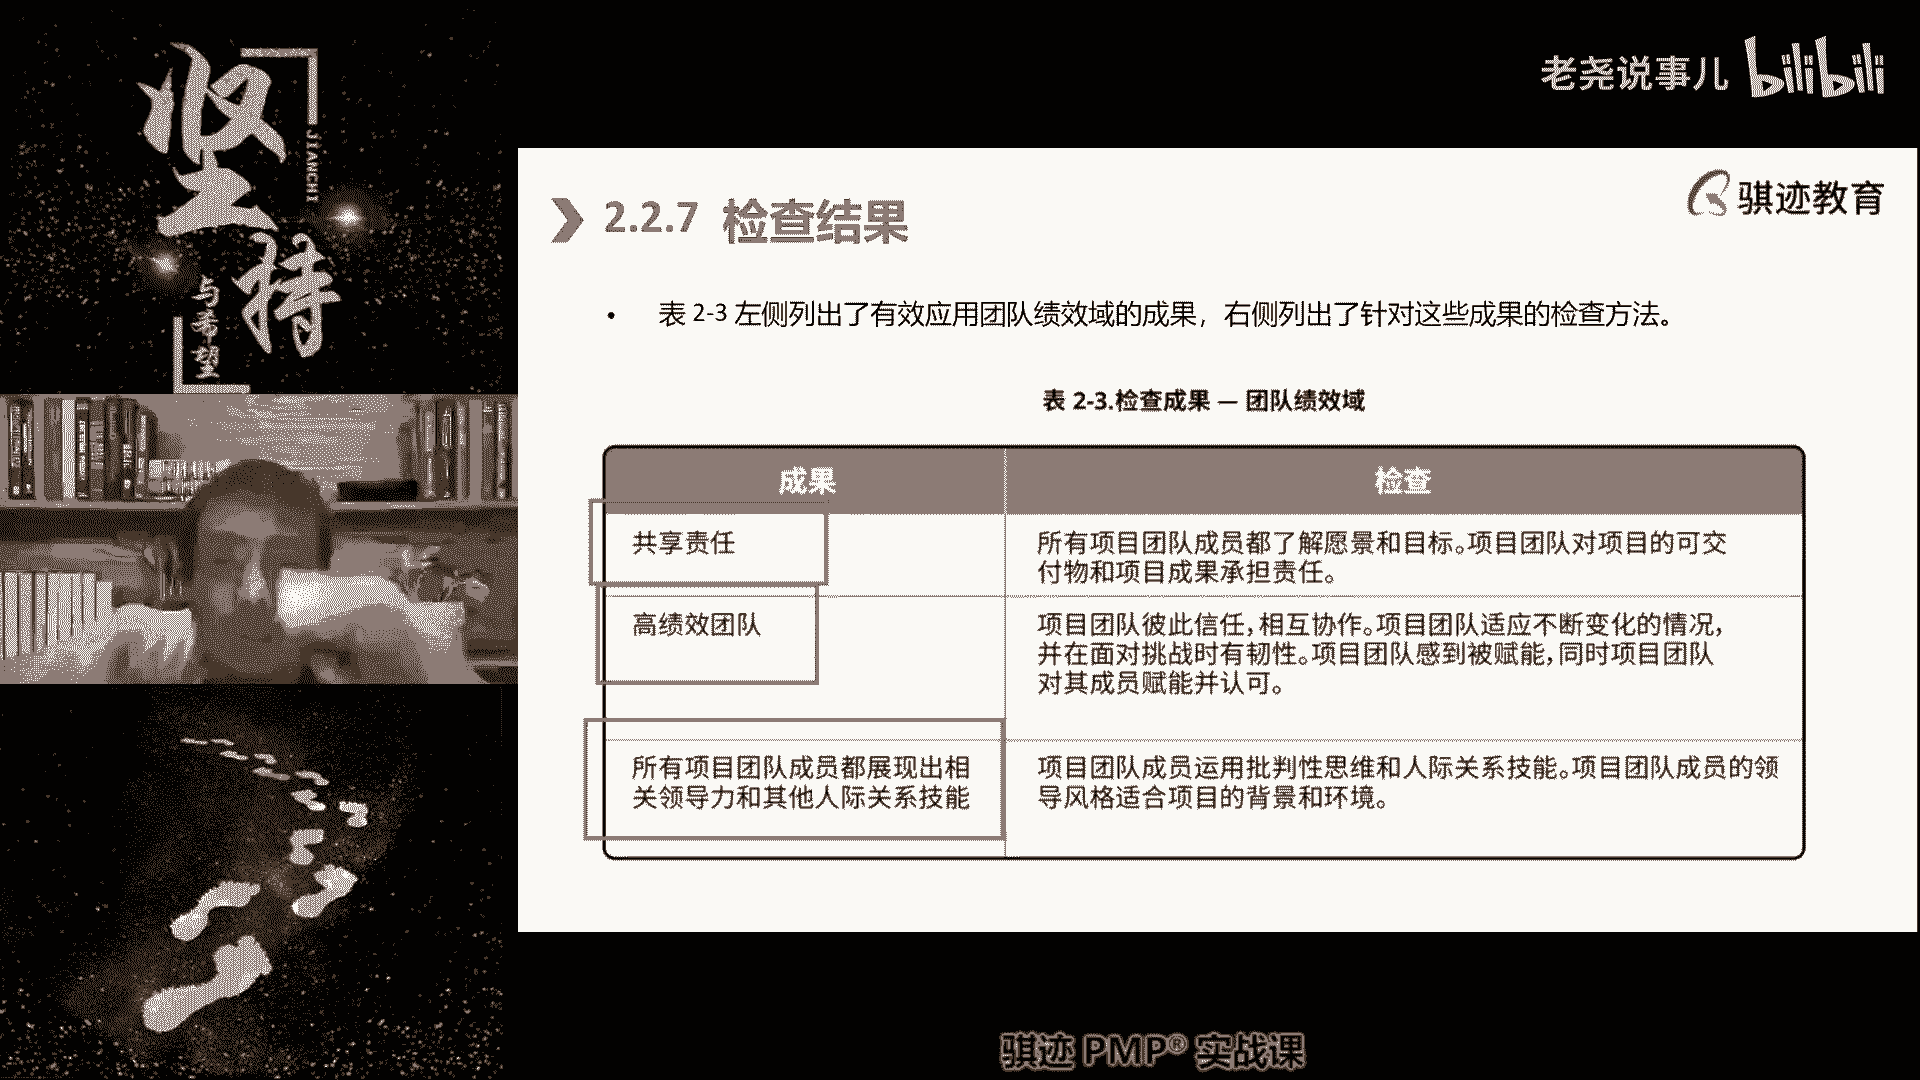 坚持
JIANCHI
与希望
老尧说事儿 bilibili
骐迹教育
2.2.7 检查结果
• 表 2-3 左侧列出了有效应用团队绩效域的成果，右侧列出了针对这些成果的检查方法。
表 2-3.检查成果 — 团队绩效域
成果 检查
共享责任
所有项目团队成员都了解愿景和目标。项目团队对项目的可交
付物和项目成果承担责任。
高绩效团队
项目团队彼此信任，相互协作。项目团队适应不断变化的情况，
并在面对挑战时有韧性。项目团队感到被赋能，同时项目团队
对其成员赋能并认可。
所有项目团队成员都展现出相
关领导力和其他人际关系技能
项目团队成员运用批判性思维和人际关系技能。项目团队成员的领
导风格适合项目的背景和环境。
骐迹 PMP® 实战课